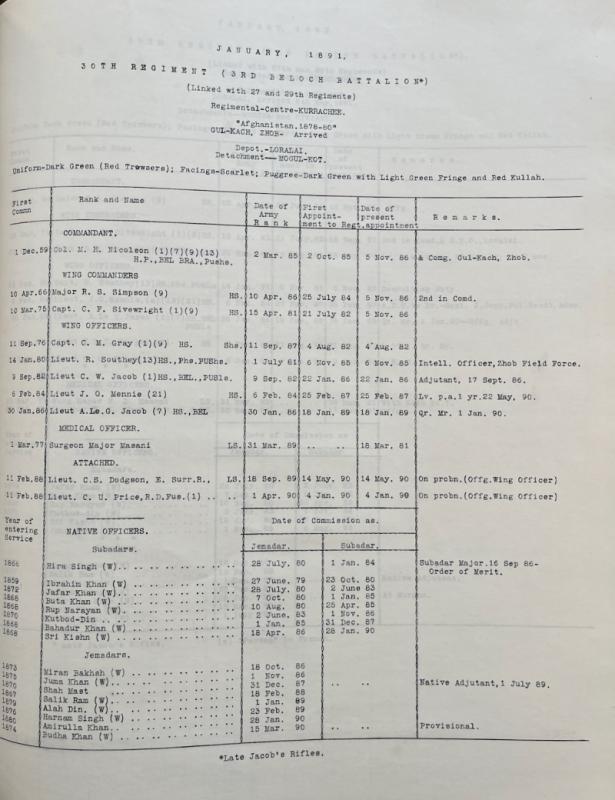 JANUARY, 1891,
30TH REGIMENT (3RD BELOCH BATTALION*)
(Linked with 27 and 29th Regiments)
Regimental-Centre-KURRACHEE.
"Afghanistan.1878-80"
GUL-KACH, ZHOB- Arrived
Depot.-LORALAI.
Detachment---MOGUL-KOT.
Uniform-Dark Green (Red Trowsers); Facings-Scarlet; Puggree-Dark Green with Light Green Fringe and Red Kullah.
First Commn Rank and Name Date of Army Rank First Appointment to Regt. Date of present appointment Remarks.
COMMANDANT.
1 Dec.59 Col. M. H. Nicolson (1)(7)(9)(13) 2 Mar. 85 2 Oct. 85 5 Nov. 86 & Comg. Gul-Kach, Zhob.
H.P.,BEL BRA.,Pushs.
WING COMMANDERS
10 Apr.66 Major R. S. Simpson (9) HS. 10 Apr. 86 25 July 84 5 Nov. 86 2nd in Comd.
10 Mar.75 Capt. C. F. Sivewright (1)(9) HS. 15 Apr. 81 21 July 82 5 Nov. 86
WING OFFICERS.
11 Sep.76 Capt. C. M. Gray (1)(9) HS. Shs. 11 Sep. 87 4 Aug. 82 4 Aug. 82
14 Jan.80 Lieut. R. Southey(13)HS.,Phs.PUShs. 1 July 81 6 Nov. 85 6 Nov. 85 Intell. Officer,Zhob Field Force.
9 Sep.82 Lieut C. W. Jacob (1)HS.,BEL.,PUSls. 9 Sep. 82 22 Jan. 86 22 Jan. 86 Adjutant, 17 Sept. 86.
6 Feb.84 Lieut J. O. Mennie (21) HS. 6 Feb. 84 25 Feb. 87 25 Feb. 87 Lv. p.a.1 yr.22 May, 90.
30 Jan.86 Lieut A.Le.G. Jacob (7) HS.,BEL 30 Jan. 86 18 Jan. 89 18 Jan. 89 Qr. Mr. 1 Jan. 90.
MEDICAL OFFICER.
1 Mar.77 Surgeon Major Masani LS. 31 Mar. 89 .. .. 18 Mar. 81
ATTACHED.
11 Feb.88 Lieut. C.S. Dodgson, E. Surr.R., LS. 18 Sep. 89 14 May. 90 14 May. 90 On probn.(Offg.Wing Officer)
11 Feb.88 Lieut. C. U. Price,R.D.Fus.(1) .. .. 1 Apr. 90 4 Jan. 90 4 Jan. 90 On probn.(Offg.Wing Officer)
Year of entering Service NATIVE OFFICERS. Date of Commission as.
Subadars. Jemadar. Subadar.
Hira Singh (W).. 28 July. 80 1 Jan. 84 Subadar Major.16 Sep 86-
Order of Merit.
1859 Ibrahim Khan (W) 27 June. 79 23 Oct. 80
1872 Jafar Khan (W) 28 July. 80 2 June 83
Buta Khan (W) 7 Oct. 80 1 Jan. 85
Rup Narayan (W) 10 Aug. 80 25 Apr. 85
1870 Kutbod-Din 2 June. 83 1 Nov. 86
Bahadur Khan (W) 1 Jan. 85 31 Dec. 87
1868 Sri Kishn (W) 18 Apr. 86 28 Jan. 90
Jemadars.
1873 Miran Bakhsh (W) 18 Oct. 86
1875 Juma Khan (W) 1 Nov. 86
1870 Shah Mast 31 Dec. 87 .. .. Native Adjutant,1 July 89.
1867 Salik Ram (W) 18 Feb. 88
1879 Alah Din. (W) 1 Jan. 89
1876 Harnam Singh (W) 23 Feb. 89
1880 Amirulla Khan.. 28 Jan. 90
1874 Budha Khan (W) 15 Mar. 90 .. .. Provisional.
*Late Jacob's Rifles.